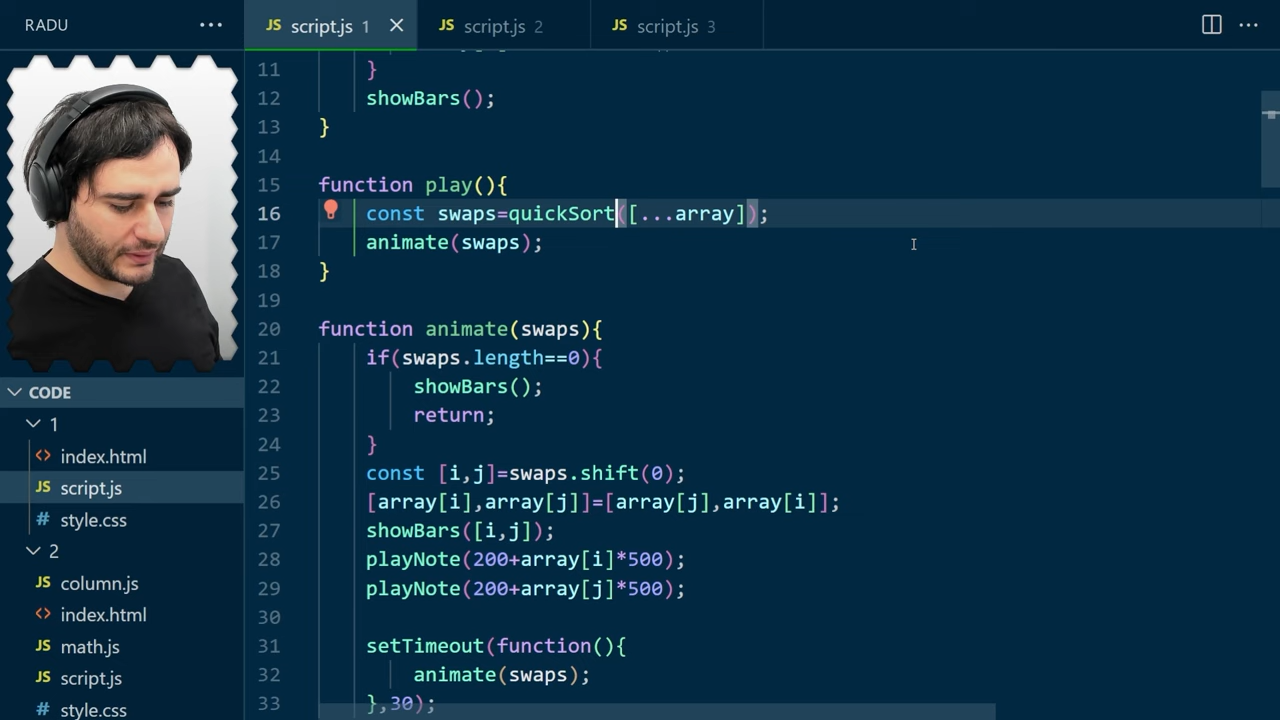 RADU
JS script.js 1
JS script.js 2
JS script.js 3
11 }
12 showBars();
13 }
14
15 function play(){
16 const swaps=quickSort([...array]);
17 animate(swaps);
18 }
19
20 function animate(swaps){
21 if(swaps.length==0){
22 showBars();
23 return;
24 }
25 const [i,j]=swaps.shift(0);
26 [array[i],array[j]]=[array[j],array[i]];
27 showBars([i,j]);
28 playNote(200+array[i]*500);
29 playNote(200+array[j]*500);
30
31 setTimeout(function(){
32 animate(swaps);
33 },30);
CODE
1
<> index.html
JS script.js
# style.css
2
JS column.js
<> index.html
JS math.js
JS script.js
# style.css